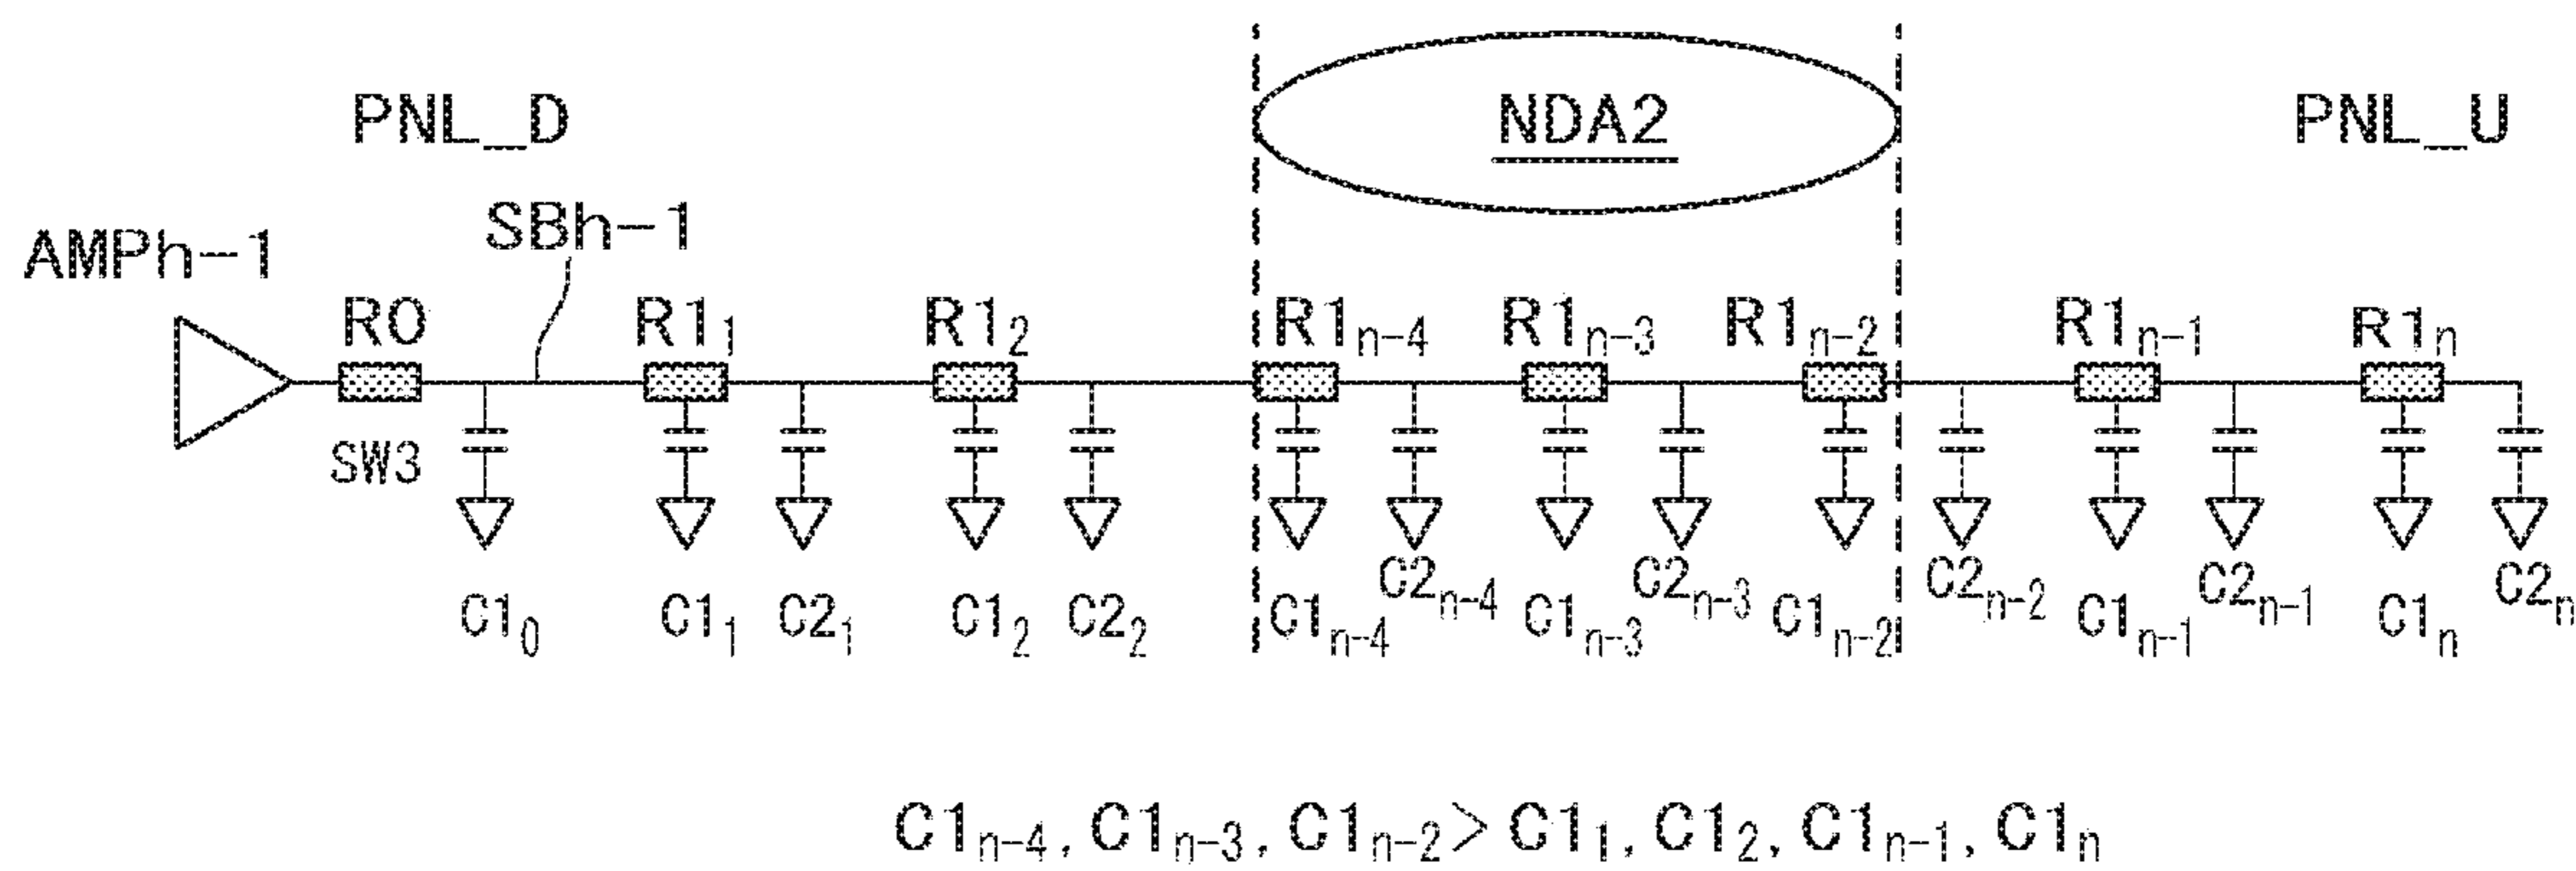 PNL_D NDA2 PNL_U
AMPh-1 SBh-1
R0 R1₁ R1₂ R1ₙ₋₄ R1ₙ₋₃ R1ₙ₋₂ R1ₙ₋₁ R1ₙ
SW3
C1₀ C1₁ C2₁ C1₂ C2₂ C1ₙ₋₄ C2ₙ₋₄ C1ₙ₋₃ C2ₙ₋₃ C1ₙ₋₂ C2ₙ₋₂ C1ₙ₋₁ C2ₙ₋₁ C1ₙ C2ₙ
C1ₙ₋₄, C1ₙ₋₃, C1ₙ₋₂ > C1₁, C1₂, C1ₙ₋₁, C1ₙ